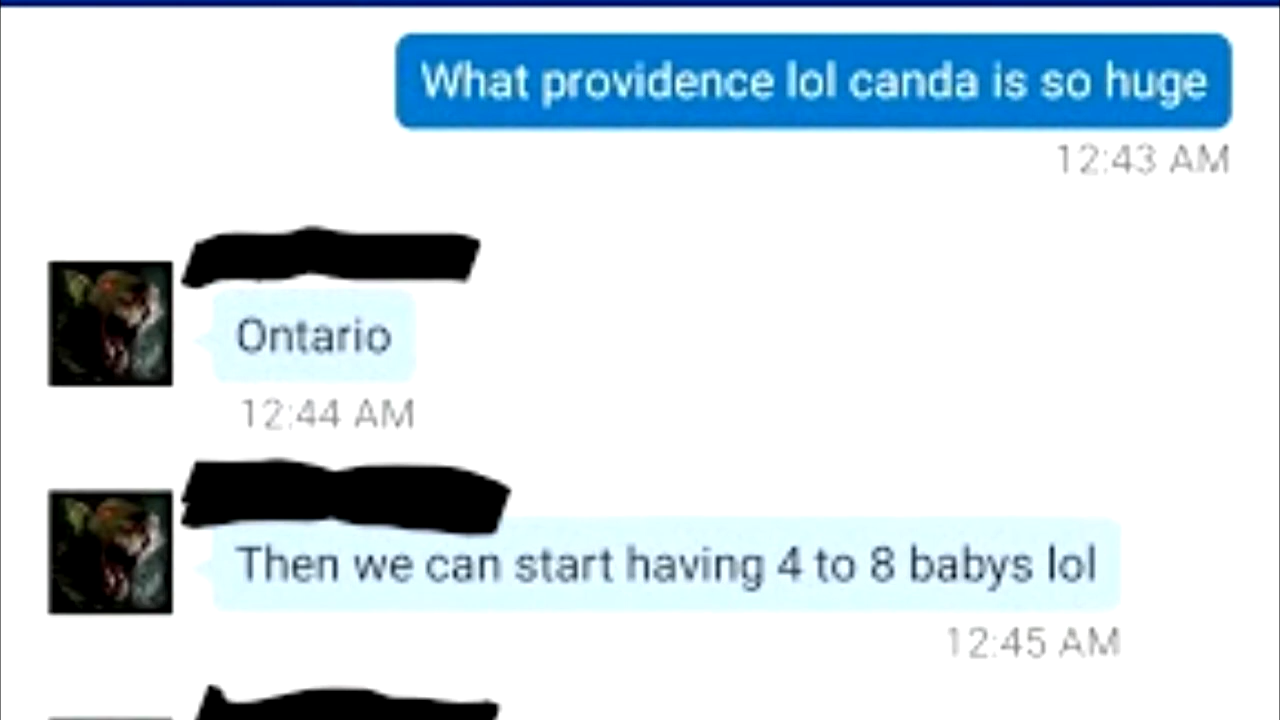 What providence lol canda is so huge
12:43 AM
Ontario
12:44 AM
Then we can start having 4 to 8 babys lol
12:45 AM